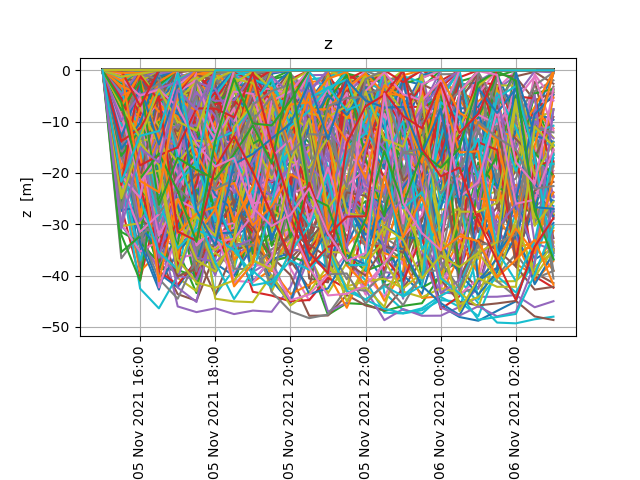 z
0
−10
−20
−30
−40
−50
z [m]
05 Nov 2021 16:00
05 Nov 2021 18:00
05 Nov 2021 20:00
05 Nov 2021 22:00
06 Nov 2021 00:00
06 Nov 2021 02:00